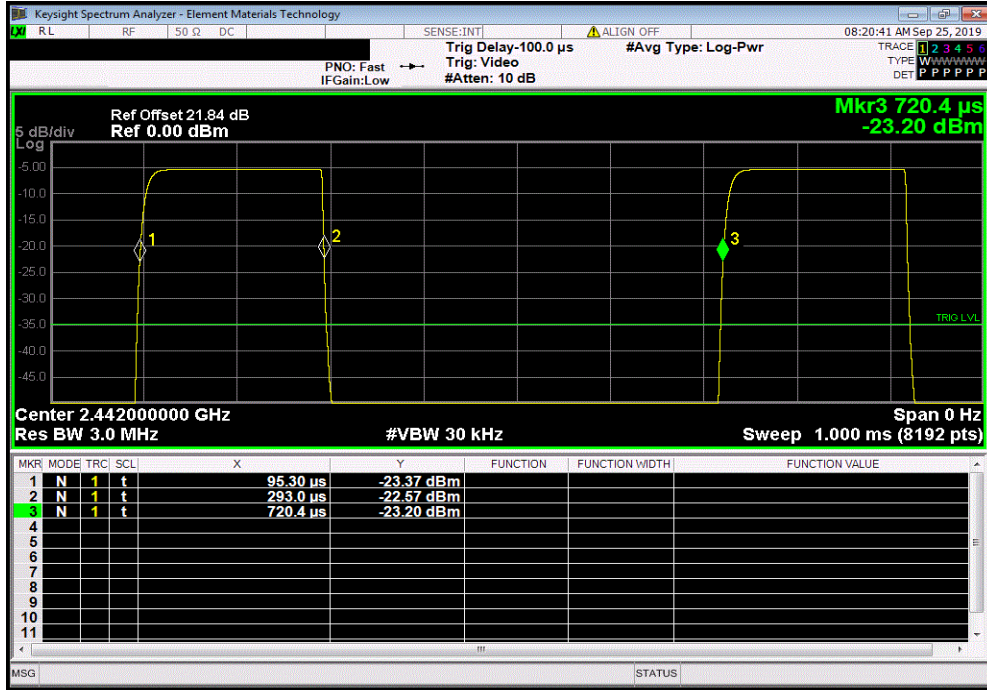 Keysight Spectrum Analyzer - Element Materials Technology
LXI RL RF 50 Ω DC SENSE:INT ALIGN OFF 08:20:41 AM Sep 25, 2019
Trig Delay-100.0 µs #Avg Type: Log-Pwr TRACE 1 2 3 4 5 6
PNO: Fast Trig: Video TYPE WWWWWW
IFGain:Low #Atten: 10 dB DET P P P P P P
Mkr3 720.4 µs
-23.20 dBm
Ref Offset 21.84 dB
5 dB/div Ref 0.00 dBm
Log
-5.00
-10.0
-15.0
1 2 3
-20.0
-25.0
-30.0
TRIG LVL
-35.0
-40.0
-45.0
Center 2.442000000 GHz Span 0 Hz
Res BW 3.0 MHz #VBW 30 kHz Sweep 1.000 ms (8192 pts)
MKR MODE TRC SCL X Y FUNCTION FUNCTION WIDTH FUNCTION VALUE
1 N 1 t 95.30 µs -23.37 dBm
2 N 1 t 293.0 µs -22.57 dBm
3 N 1 t 720.4 µs -23.20 dBm
4
5
6
7
8
9
10
11
MSG STATUS